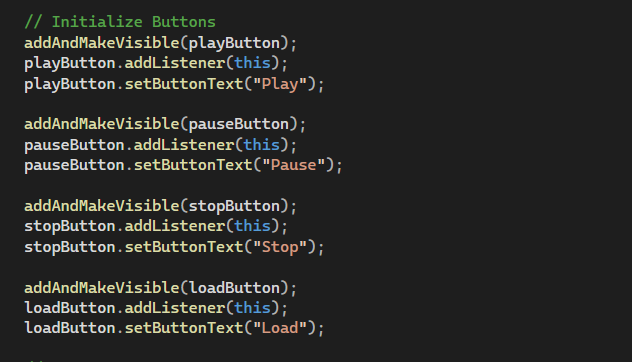 // Initialize Buttons
addAndMakeVisible(playButton);
playButton.addListener(this);
playButton.setButtonText("Play");
addAndMakeVisible(pauseButton);
pauseButton.addListener(this);
pauseButton.setButtonText("Pause");
addAndMakeVisible(stopButton);
stopButton.addListener(this);
stopButton.setButtonText("Stop");
addAndMakeVisible(loadButton);
loadButton.addListener(this);
loadButton.setButtonText("Load");